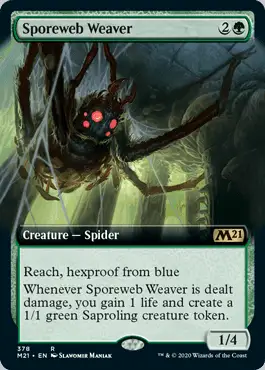 Sporeweb Weaver 2
Creature — Spider M21
Reach, hexproof from blue
Whenever Sporeweb Weaver is dealt
damage, you gain 1 life and create a
1/1 green Saproling creature token.
1/4
378 R
M21 • EN SLAWOMIR MANIAK ™ & © 2020 Wizards of the Coast